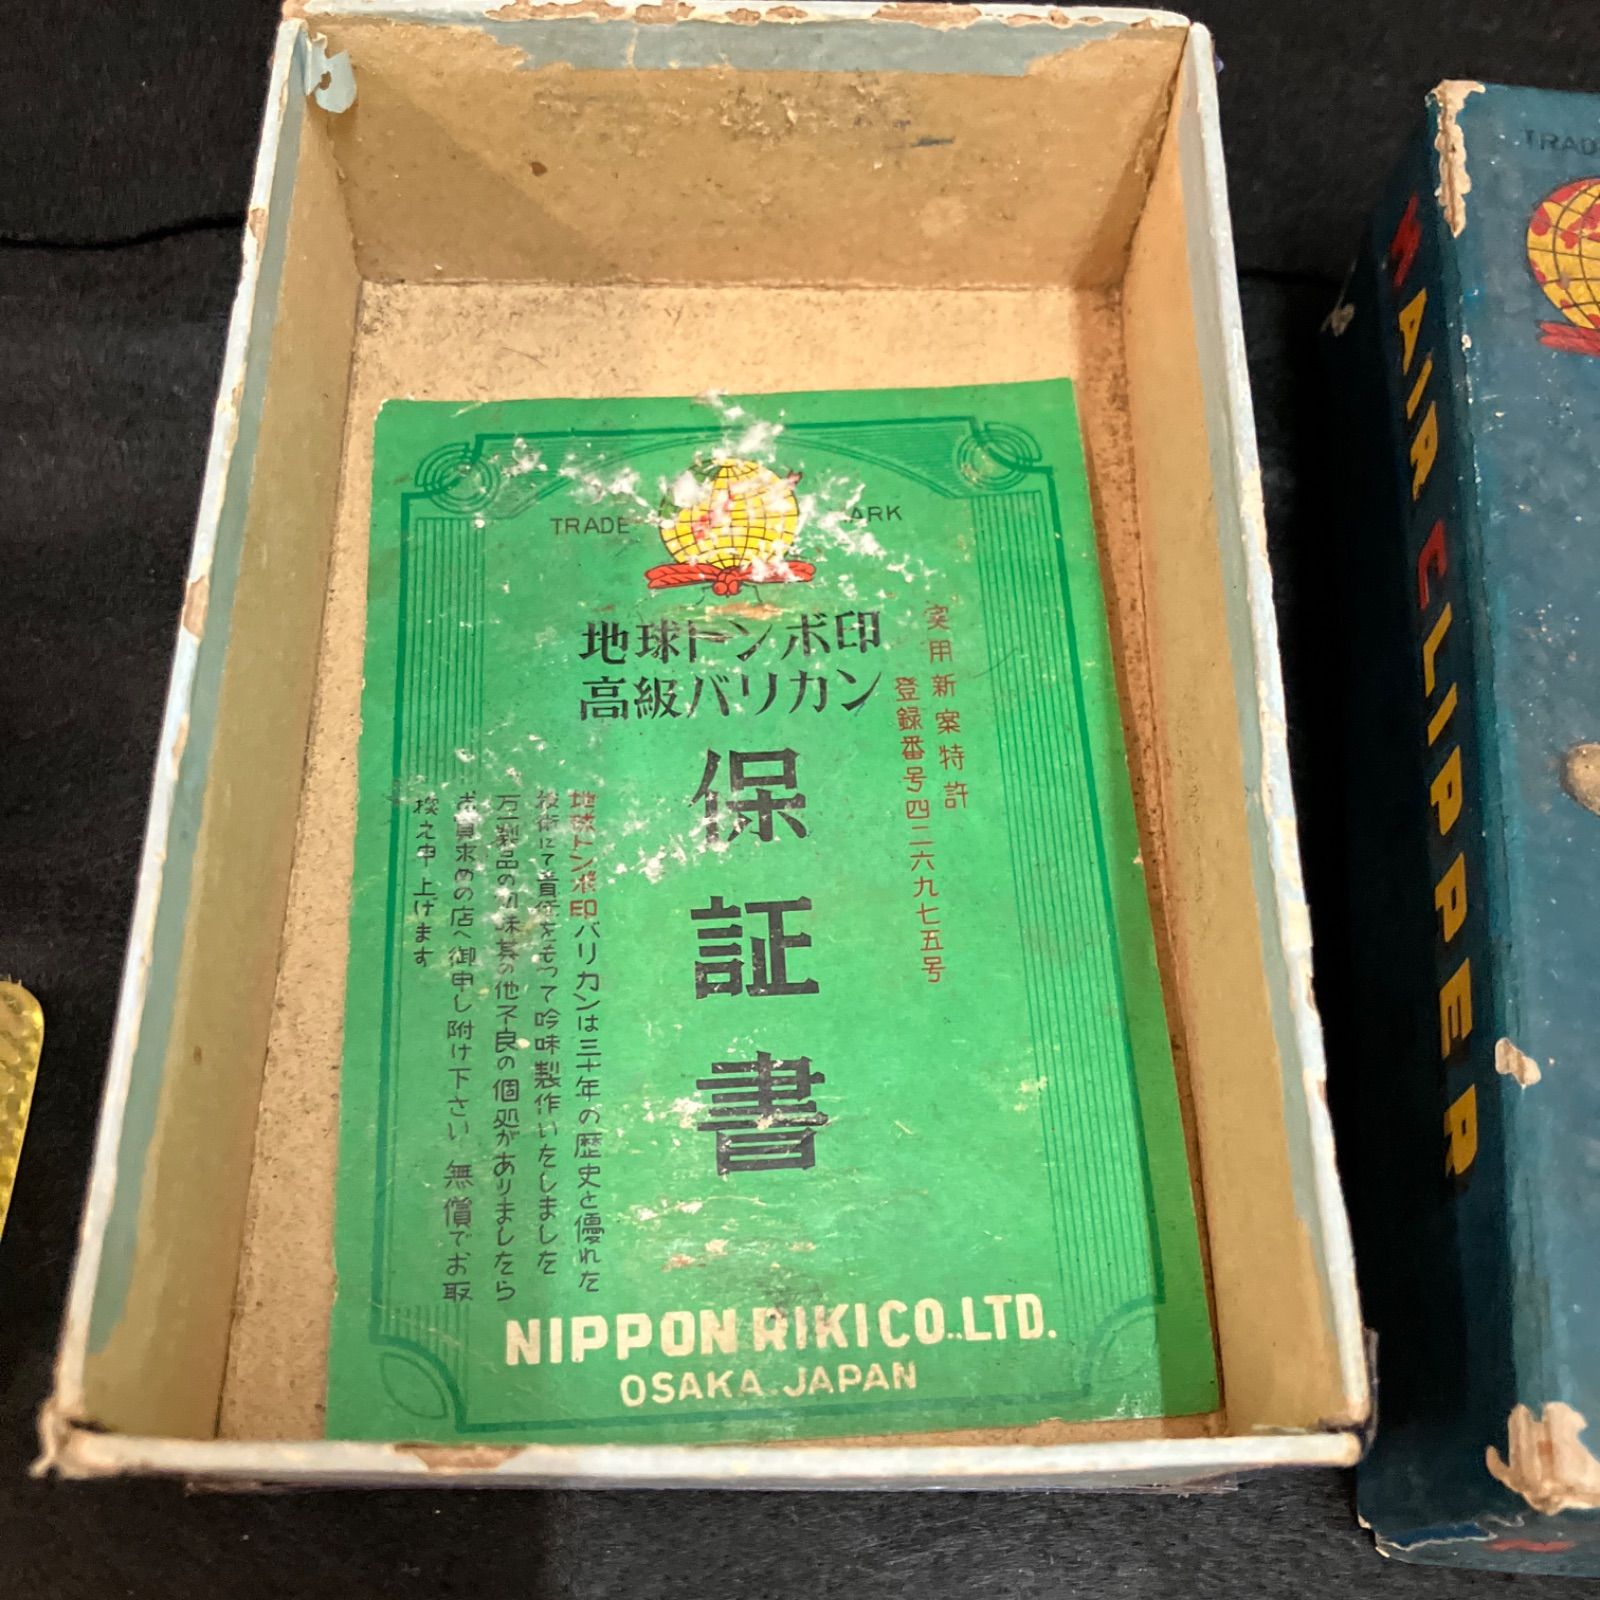 TRADE
ARK
地球トンボ印
高級バリカン
保証書
実用新案特許
登録番号四二六九七五号
地球トンボ印バリカンは三十年の歴史と優れた
技術にて責任をもって吟味製作いたしました
万一製品の 味其の他不良の個処がありましたら
お買求めの店へ御申し附け下さい 無償でお取
換え申上げます
NIPPON RIKI CO.,LTD.
OSAKA. JAPAN
TRAD
HAIR CLIPPER